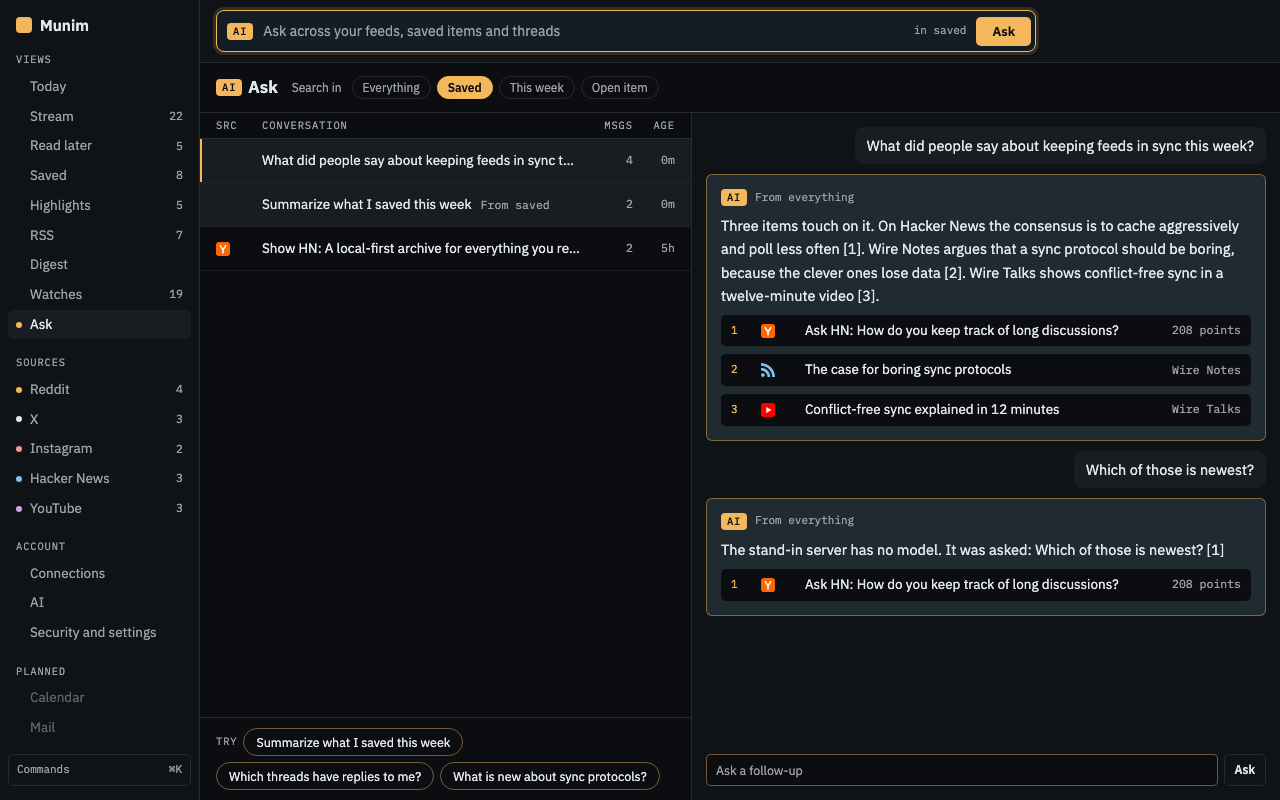 Munim
VIEWS
Today
Stream 22
Read later 5
Saved 8
Highlights 5
RSS 7
Digest
Watches 19
Ask
SOURCES
Reddit 4
X 3
Instagram 2
Hacker News 3
YouTube 3
ACCOUNT
Connections
AI
Security and settings
PLANNED
Calendar
Mail
Commands ⌘K
AI Ask across your feeds, saved items and threads in saved Ask
AI Ask Search in Everything Saved This week Open item
SRC CONVERSATION MSGS AGE
What did people say about keeping feeds in sync t... 4 0m
Summarize what I saved this week From saved 2 0m
Y Show HN: A local-first archive for everything you re... 2 5h
TRY Summarize what I saved this week
Which threads have replies to me? What is new about sync protocols?
What did people say about keeping feeds in sync this week?
AI From everything
Three items touch on it. On Hacker News the consensus is to cache aggressively
and poll less often [1]. Wire Notes argues that a sync protocol should be boring,
because the clever ones lose data [2]. Wire Talks shows conflict-free sync in a
twelve-minute video [3].
1 Y Ask HN: How do you keep track of long discussions? 208 points
2 The case for boring sync protocols Wire Notes
3 Conflict-free sync explained in 12 minutes Wire Talks
Which of those is newest?
AI From everything
The stand-in server has no model. It was asked: Which of those is newest? [1]
1 Y Ask HN: How do you keep track of long discussions? 208 points
Ask a follow-up Ask